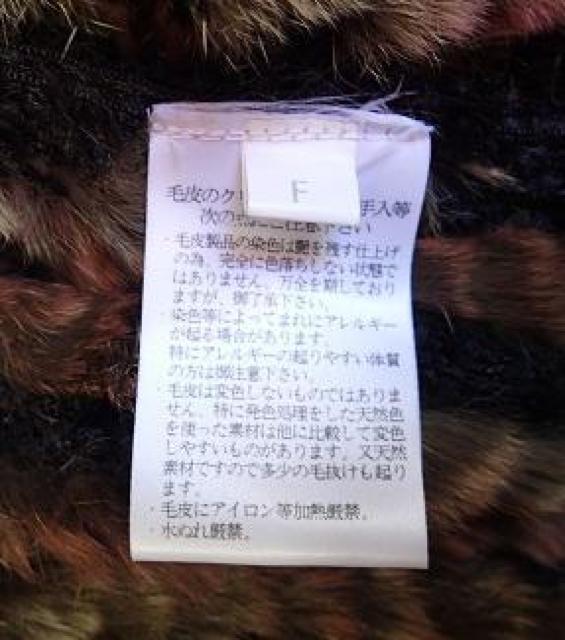 F
毛皮のク 手入等
次の
・毛皮製品の染色は艶を残す仕上げ
の為、完全に色落ちしない状態で
はありません。万全を期しており
ますが、御了承下さい。
・染色等によってまれにアレルギー
が起る場合があります。
特にアレルギーの起りやすい体質
の方は御注意下さい。
・毛皮は変色しないものではありま
せん。特に発色処理をした天然色
を使った素材は他に比較して変色
しやすいものがあります。又天然
素材ですので多少の毛抜けも起り
ます。
・毛皮にアイロン等加熱厳禁。
・水ぬれ厳禁。